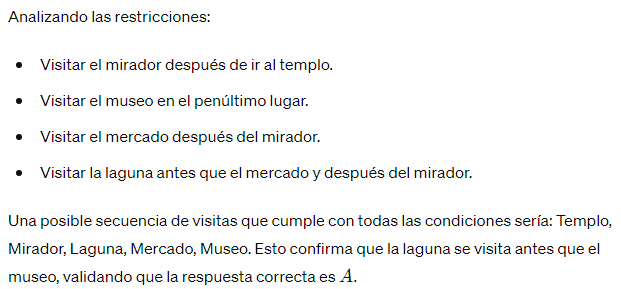 Analizando las restricciones:
• Visitar el mirador después de ir al templo.
• Visitar el museo en el penúltimo lugar.
• Visitar el mercado después del mirador.
• Visitar la laguna antes que el mercado y después del mirador.
Una posible secuencia de visitas que cumple con todas las condiciones sería: Templo,
Mirador, Laguna, Mercado, Museo. Esto confirma que la laguna se visita antes que el
museo, validando que la respuesta correcta es A.